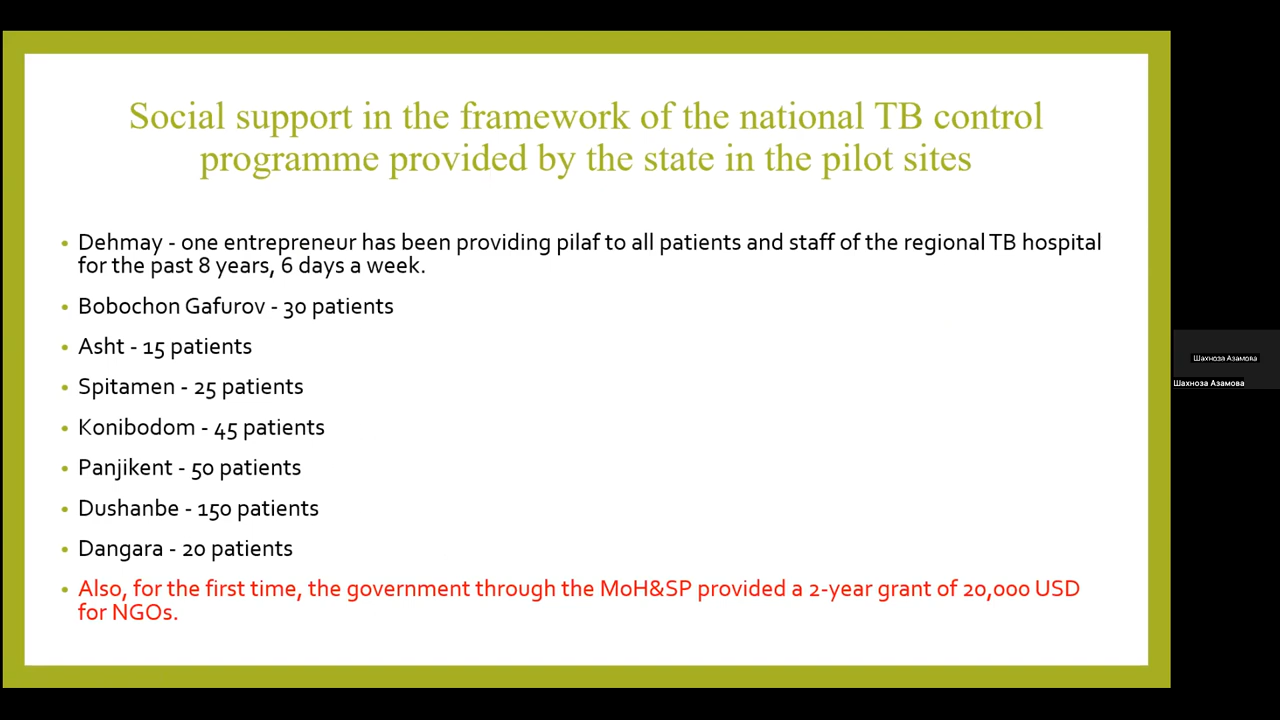 Social support in the framework of the national TB control
programme provided by the state in the pilot sites
• Dehmay - one entrepreneur has been providing pilaf to all patients and staff of the regional TB hospital
for the past 8 years, 6 days a week.
• Bobochon Gafurov - 30 patients
• Asht - 15 patients
• Spitamen - 25 patients
• Konibodom - 45 patients
• Panjikent - 50 patients
• Dushanbe - 150 patients
• Dangara - 20 patients
• Also, for the first time, the government through the MoH&SP provided a 2-year grant of 20,000 USD
for NGOs.
Шахноза Азамова
Шахноза Азамова